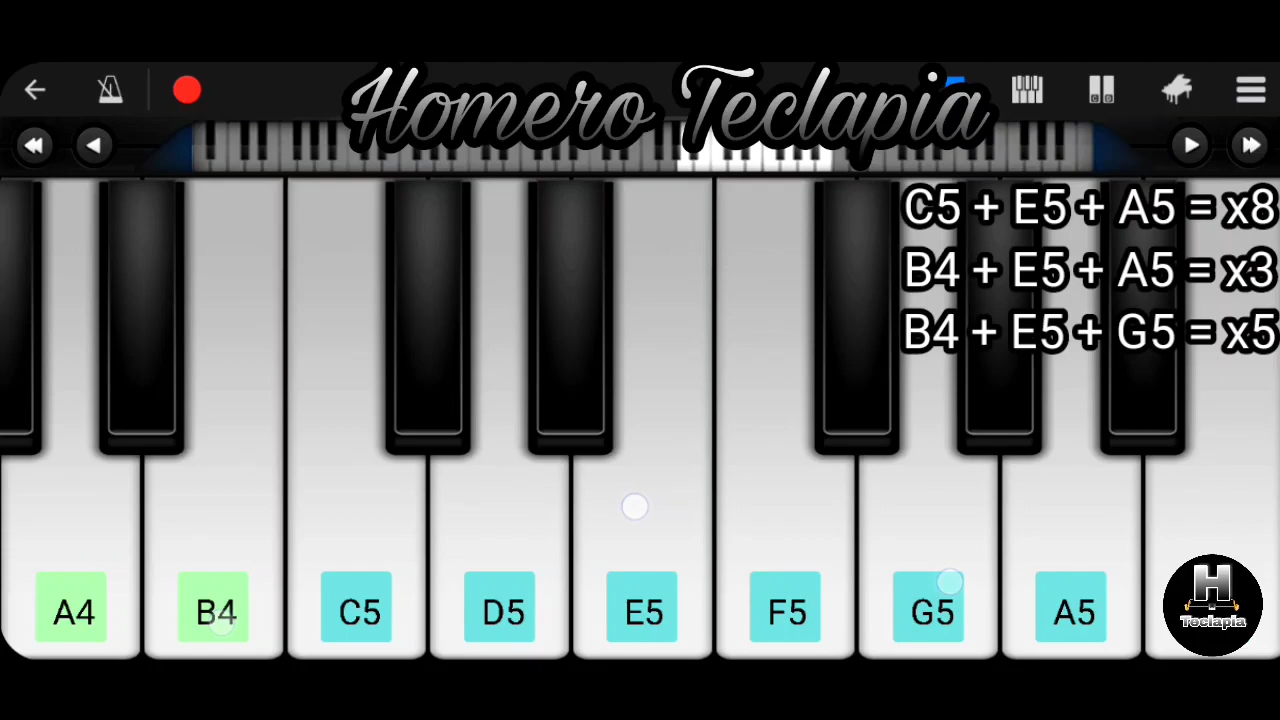 Homero Teclapia
C5 + E5 + A5 = x8
B4 + E5 + A5 = x3
B4 + E5 + G5 = x5
A4 B4 C5 D5 E5 F5 G5 A5
H
Teclapia